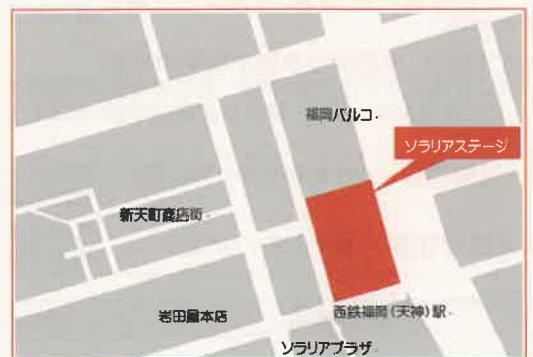 福岡パルコ
ソラリアステージ
新天町商店街
岩田屋本店
西鉄福岡（天神）駅
ソラリアプラザ